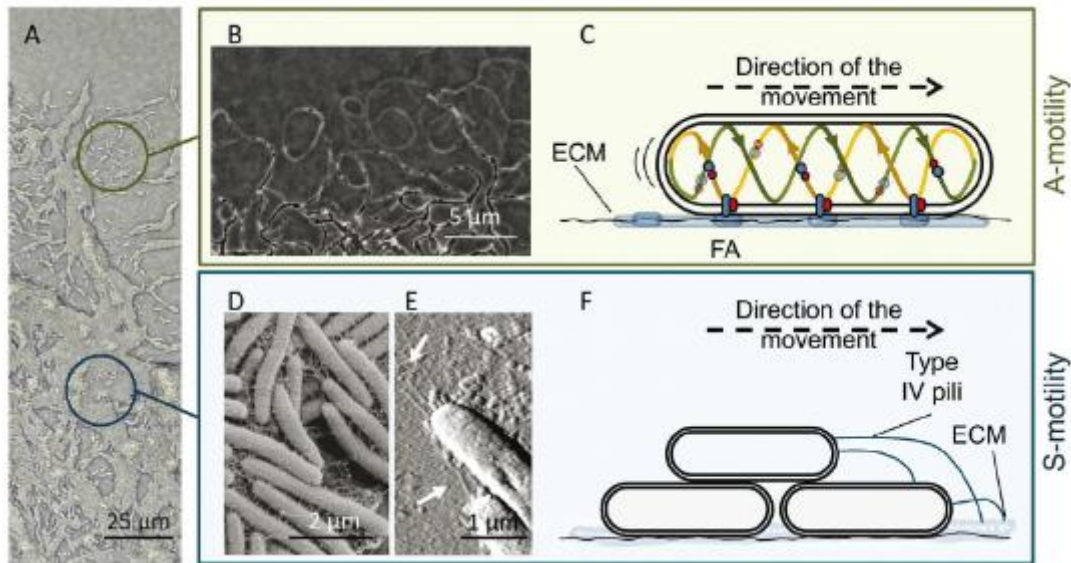 A
25 µm
B
5 µm
C
Direction of the
movement
ECM
FA
A-motility
D
2 µm
E
1 µm
F
Direction of the
movement
Type
IV pili
ECM
S-motility